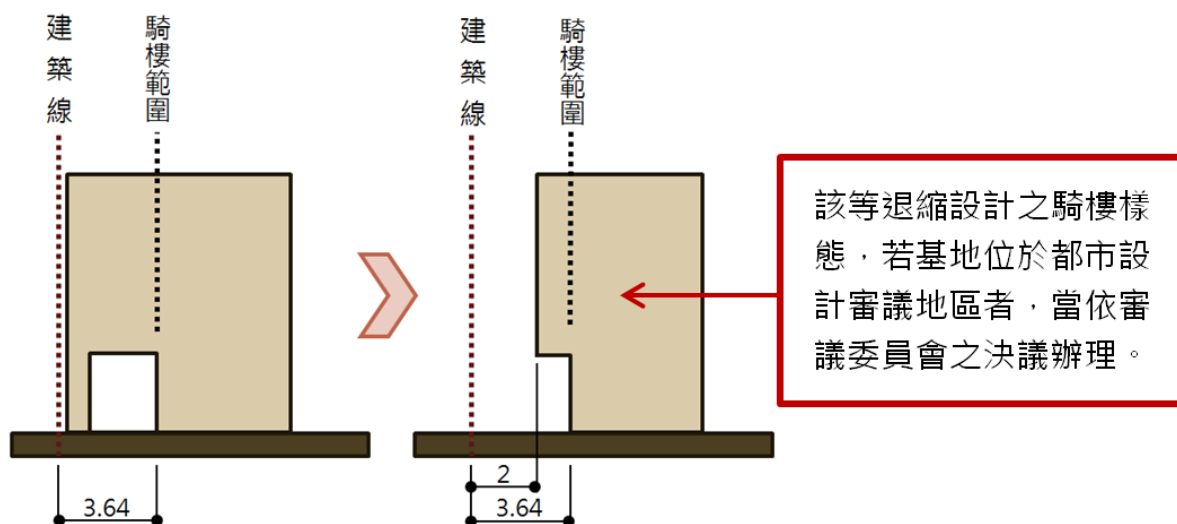 建築線
騎樓範圍
3.64
建築線
騎樓範圍
2
3.64
該等退縮設計之騎樓樣
態，若基地位於都市設
計審議地區者，當依審
議委員會之決議辦理。